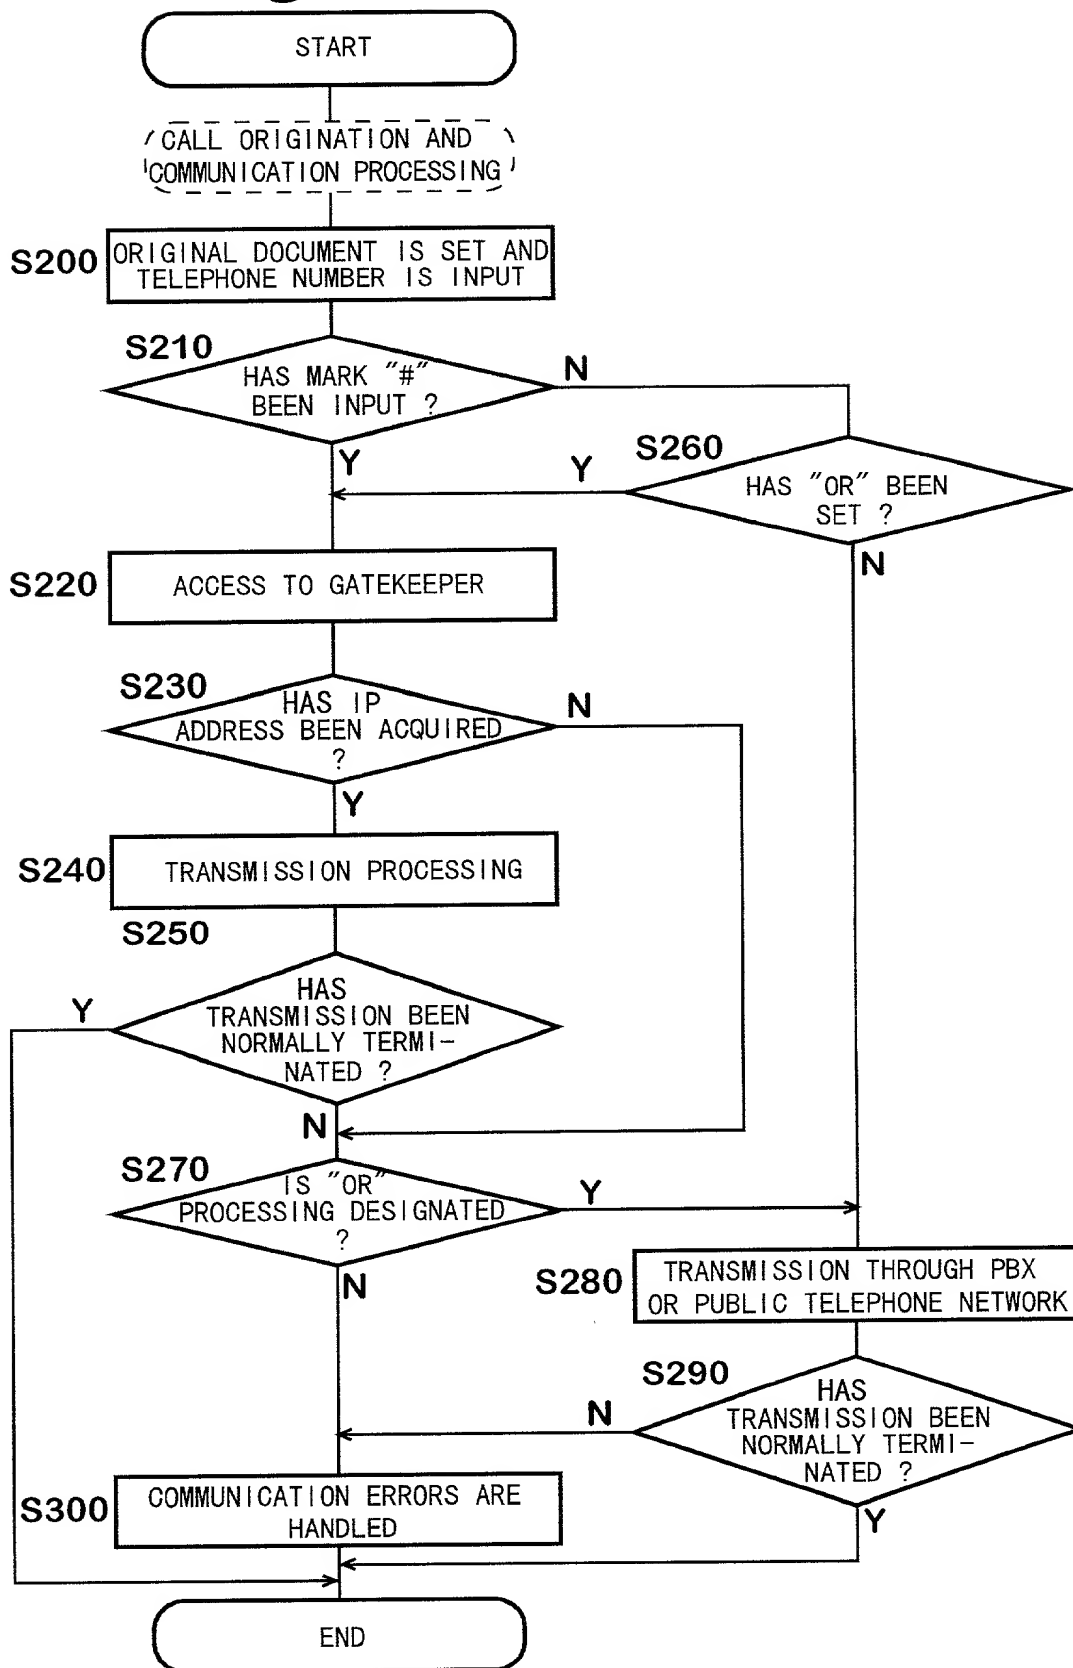 START
CALL ORIGINATION AND
COMMUNICATION PROCESSING
S200
ORIGINAL DOCUMENT IS SET AND
TELEPHONE NUMBER IS INPUT
S210
HAS MARK "#"
BEEN INPUT ?
N
Y
S260
HAS "OR" BEEN
SET ?
Y
N
S220
ACCESS TO GATEKEEPER
S230
HAS IP
ADDRESS BEEN ACQUIRED
?
N
Y
S240
TRANSMISSION PROCESSING
S250
HAS
TRANSMISSION BEEN
NORMALLY TERMI-
NATED ?
Y
N
S270
IS "OR"
PROCESSING DESIGNATED
?
Y
N
S280
TRANSMISSION THROUGH PBX
OR PUBLIC TELEPHONE NETWORK
S290
HAS
TRANSMISSION BEEN
NORMALLY TERMI-
NATED ?
N
Y
S300
COMMUNICATION ERRORS ARE
HANDLED
END